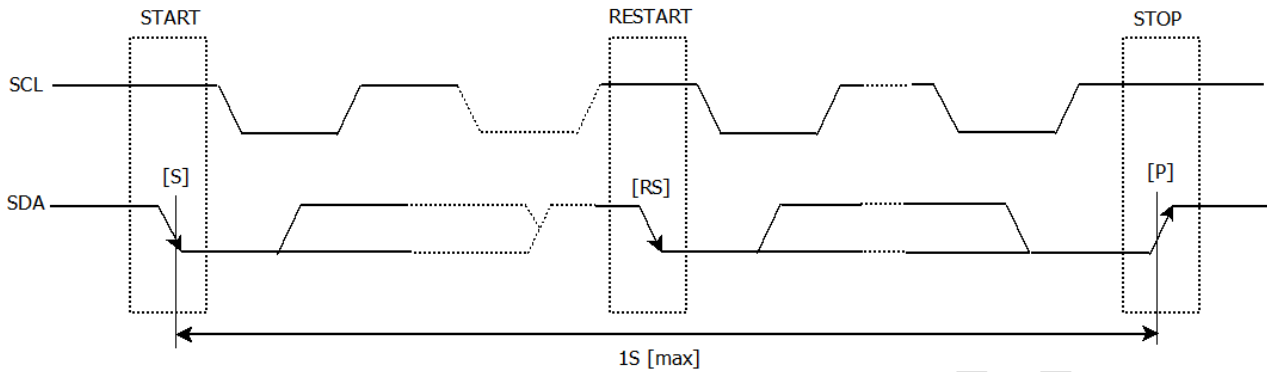 START
RESTART
STOP
SCL
[S]
[RS]
[P]
SDA
1S [max]